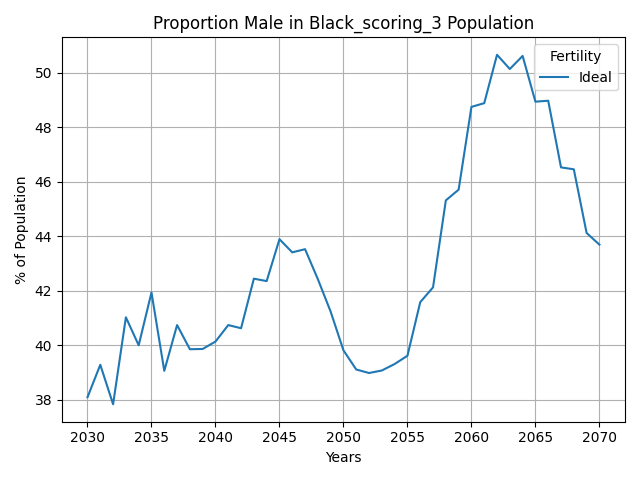 Proportion Male in Black_scoring_3 Population
Fertility
Ideal
% of Population
50
48
46
44
42
40
38
2030 2035 2040 2045 2050 2055 2060 2065 2070
Years